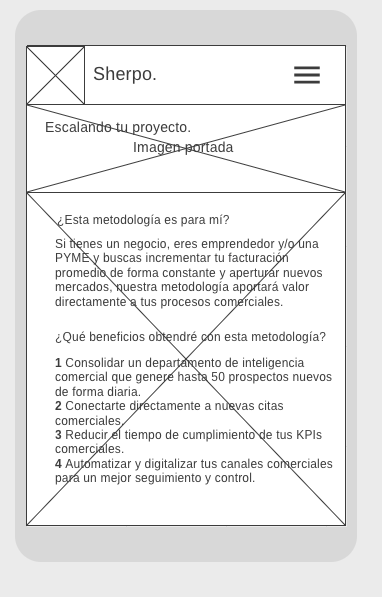 Sherpo.
Escalando tu proyecto.
Imagen portada
¿Esta metodología es para mí?
Si tienes un negocio, eres emprendedor y/o una
PYME y buscas incrementar tu facturación
promedio de forma constante y aperturar nuevos
mercados, nuestra metodología aportará valor
directamente a tus procesos comerciales.
¿Qué beneficios obtendré con esta metodología?
1 Consolidar un departamento de inteligencia
comercial que genere hasta 50 prospectos nuevos
de forma diaria.
2 Conectarte directamente a nuevas citas
comerciales.
3 Reducir el tiempo de cumplimiento de tus KPIs
comerciales.
4 Automatizar y digitalizar tus canales comerciales
para un mejor seguimiento y control.